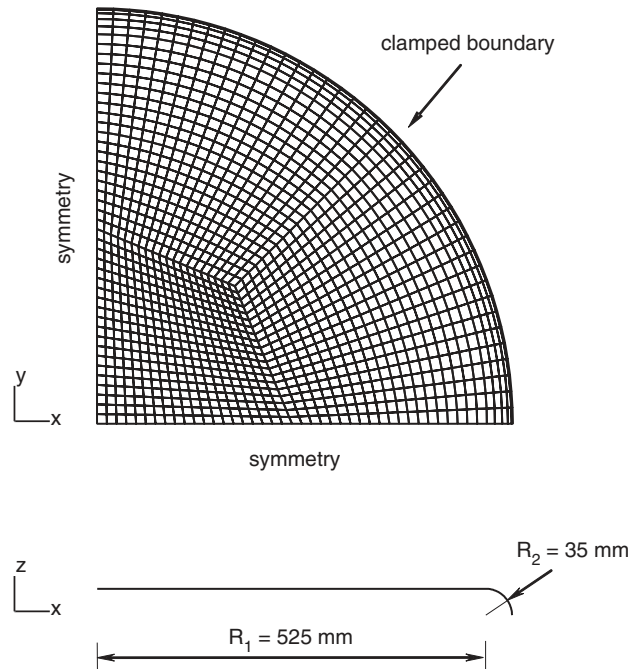 clamped boundary
symmetry
y
x
symmetry
z
x
R2 = 35 mm
R1 = 525 mm